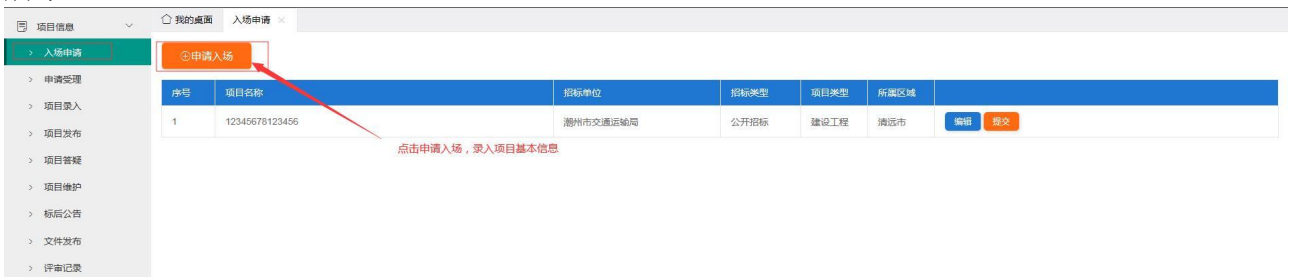 项目信息
我的桌面 入场申请 ×
入场申请
申请入场
申请受理
序号 项目名称 招标单位 招标类型 项目类型 所属区域
项目录入
1 12345678123456 潮州市交通运输局 公开招标 建设工程 清远市 编辑 提交
项目发布
点击申请入场，录入项目基本信息
项目答疑
项目维护
标后公告
文件发布
评审记录